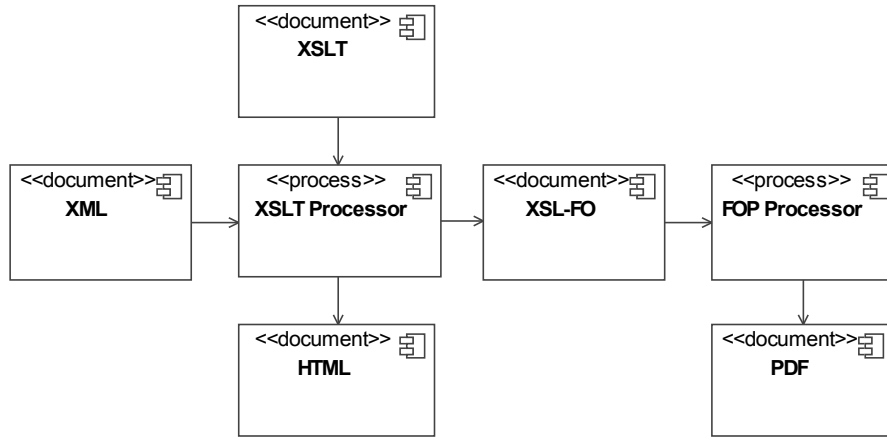 <<document>>
XSLT
<<document>>
XML
<<process>>
XSLT Processor
<<document>>
XSL-FO
<<process>>
FOP Processor
<<document>>
HTML
<<document>>
PDF